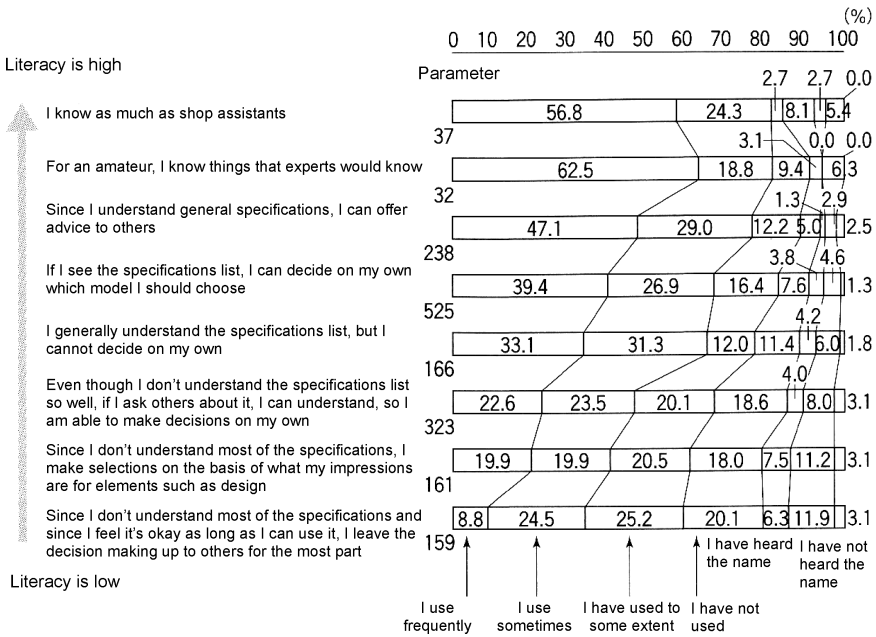 (%)
0 10 20 30 40 50 60 70 80 90 100
Literacy is high
Parameter
2.7 2.7 0.0
I know as much as shop assistants
56.8 24.3 8.1 5.4
37
3.1 0.0 0.0
For an amateur, I know things that experts would know
62.5 18.8 9.4 6.3
32
1.3 2.9
Since I understand general specifications, I can offer
advice to others
47.1 29.0 12.2 5.0 2.5
238
3.8 4.6
If I see the specifications list, I can decide on my own
which model I should choose
39.4 26.9 16.4 7.6 1.3
525
4.2
I generally understand the specifications list, but I
cannot decide on my own
33.1 31.3 12.0 11.4 6.0 1.8
166
4.0
Even though I don't understand the specifications list
so well, if I ask others about it, I can understand, so I
am able to make decisions on my own
22.6 23.5 20.1 18.6 8.0 3.1
323
Since I don't understand most of the specifications, I
make selections on the basis of what my impressions
are for elements such as design
19.9 19.9 20.5 18.0 7.5 11.2 3.1
161
Since I don't understand most of the specifications and
since I feel it's okay as long as I can use it, I leave the
decision making up to others for the most part
8.8 24.5 25.2 20.1 6.3 11.9 3.1
159
Literacy is low
I use
frequently
I use
sometimes
I have used to
some extent
I have not
used
I have heard
the name
I have not
heard the
name